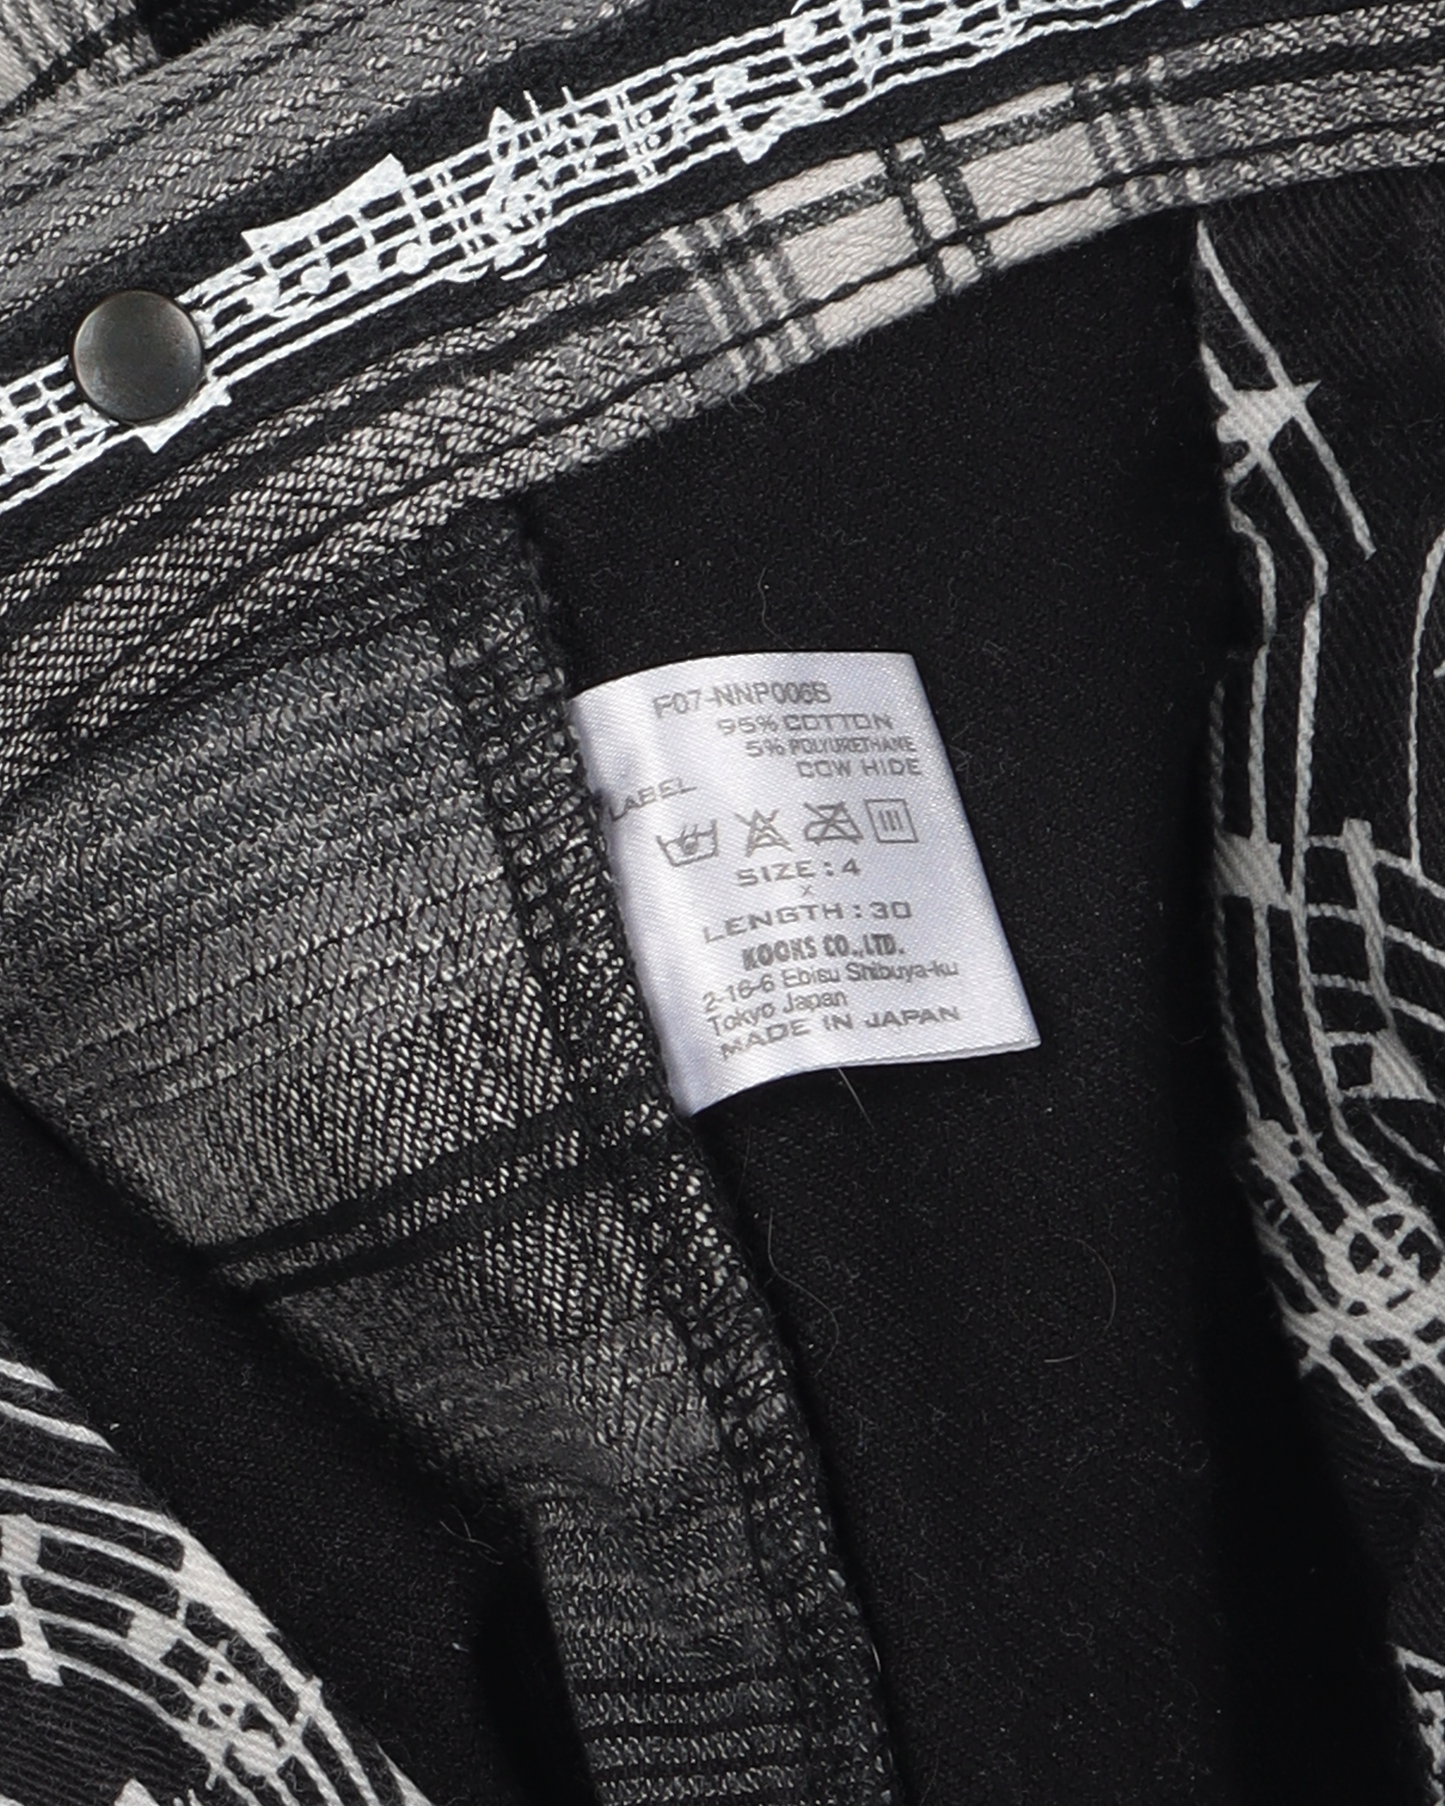 F07-NNP006B
95% COTTON
5% POLYURETHANE
COW HIDE
LABEL
SIZE:4
x
LENGTH:30
KOOKS CO.,LTD.
2-16-6 Ebisu Shibuya-ku
Tokyo Japan
MADE IN JAPAN